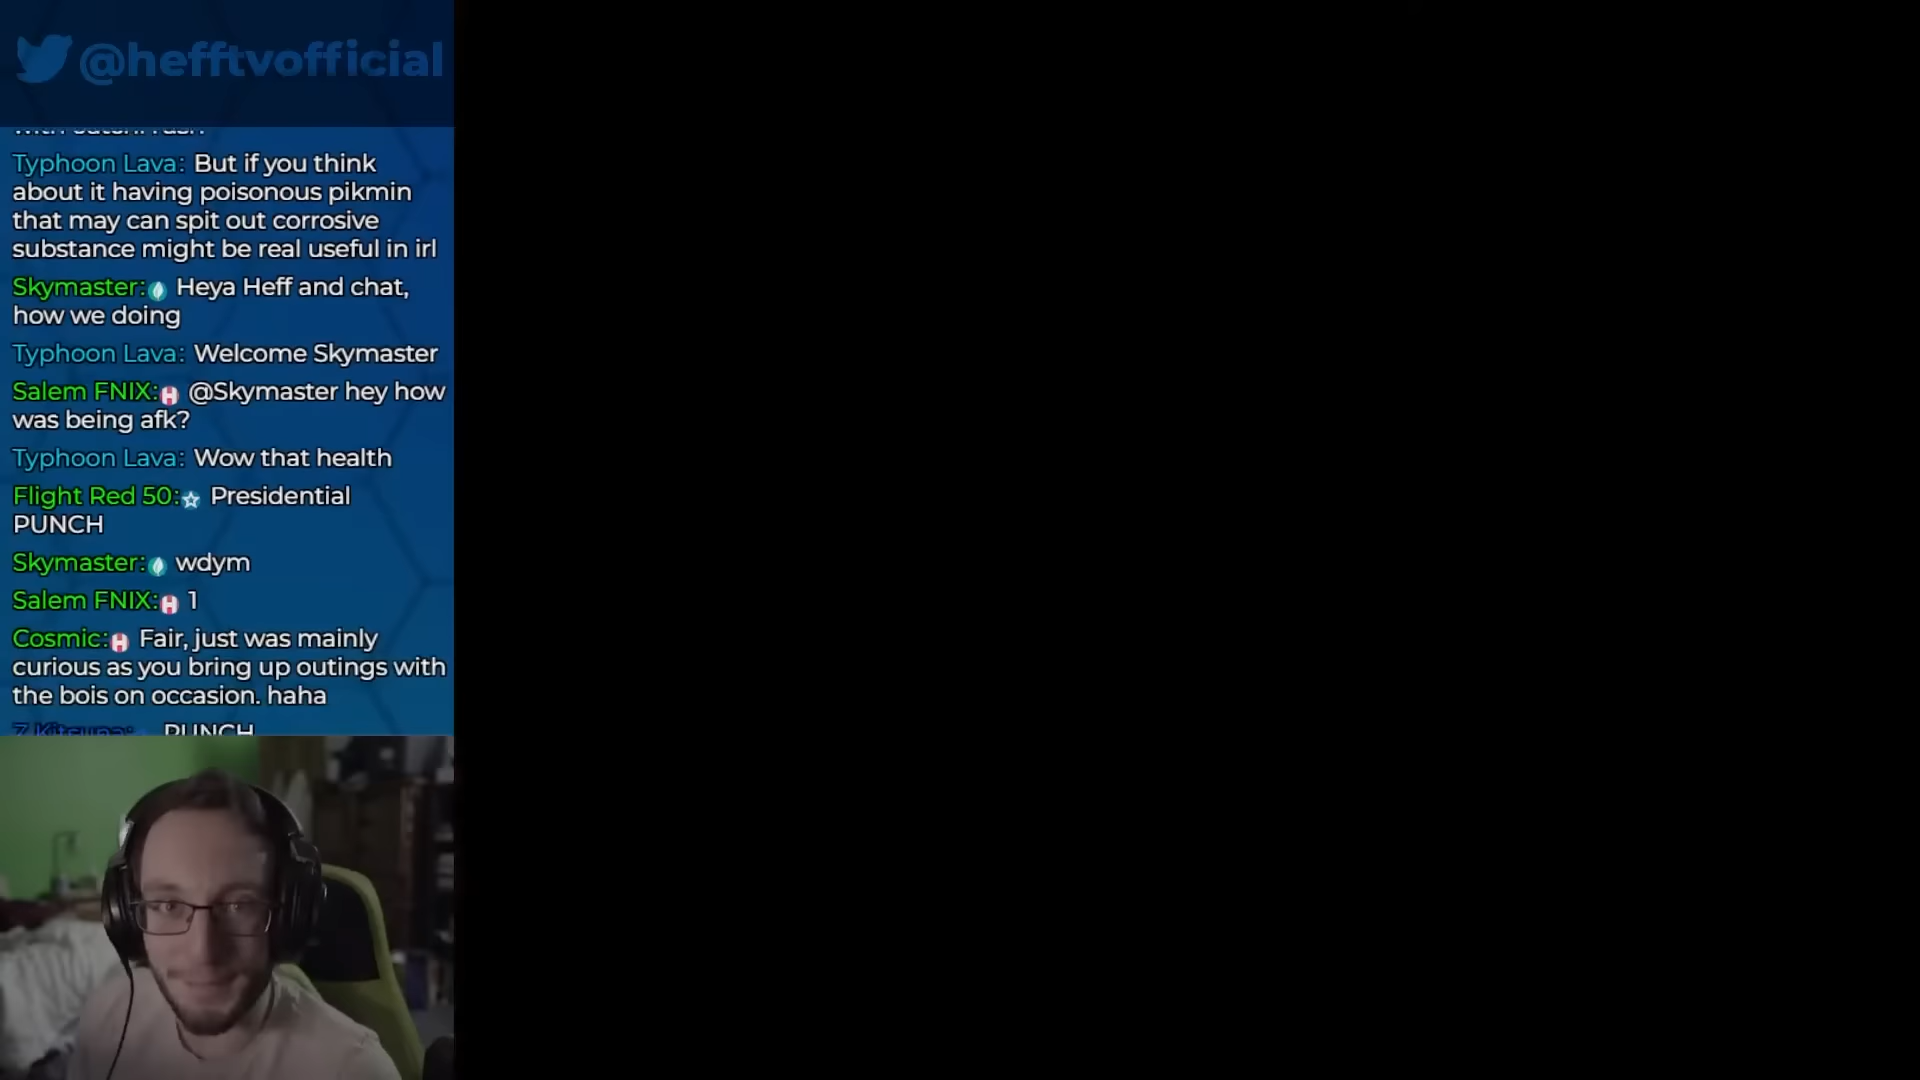 @hefftvofficial
Typhoon Lava: But if you think
about it having poisonous pikmin
that may can spit out corrosive
substance might be real useful in irl
Skymaster: Heya Heff and chat,
how we doing
Typhoon Lava: Welcome Skymaster
Salem FNIX: @Skymaster hey how
was being afk?
Typhoon Lava: Wow that health
Flight Red 50: Presidential
PUNCH
Skymaster: wdym
Salem FNIX: 1
Cosmic: Fair, just was mainly
curious as you bring up outings with
the bois on occasion. haha
PUNCH